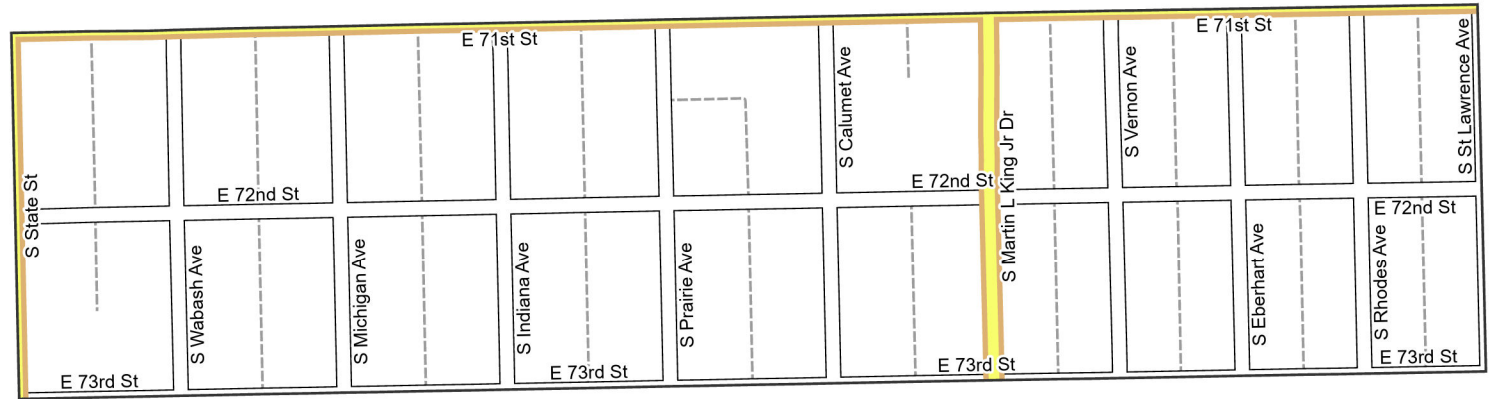 E 71st St
E 71st St
S Calumet Ave
S Vernon Ave
S St Lawrence Ave
S State St
E 72nd St
E 72nd St
S Martin L King Jr Dr
E 72nd St
S Wabash Ave
S Michigan Ave
S Indiana Ave
S Prairie Ave
S Eberhart Ave
S Rhodes Ave
E 73rd St
E 73rd St
E 73rd St
E 73rd St